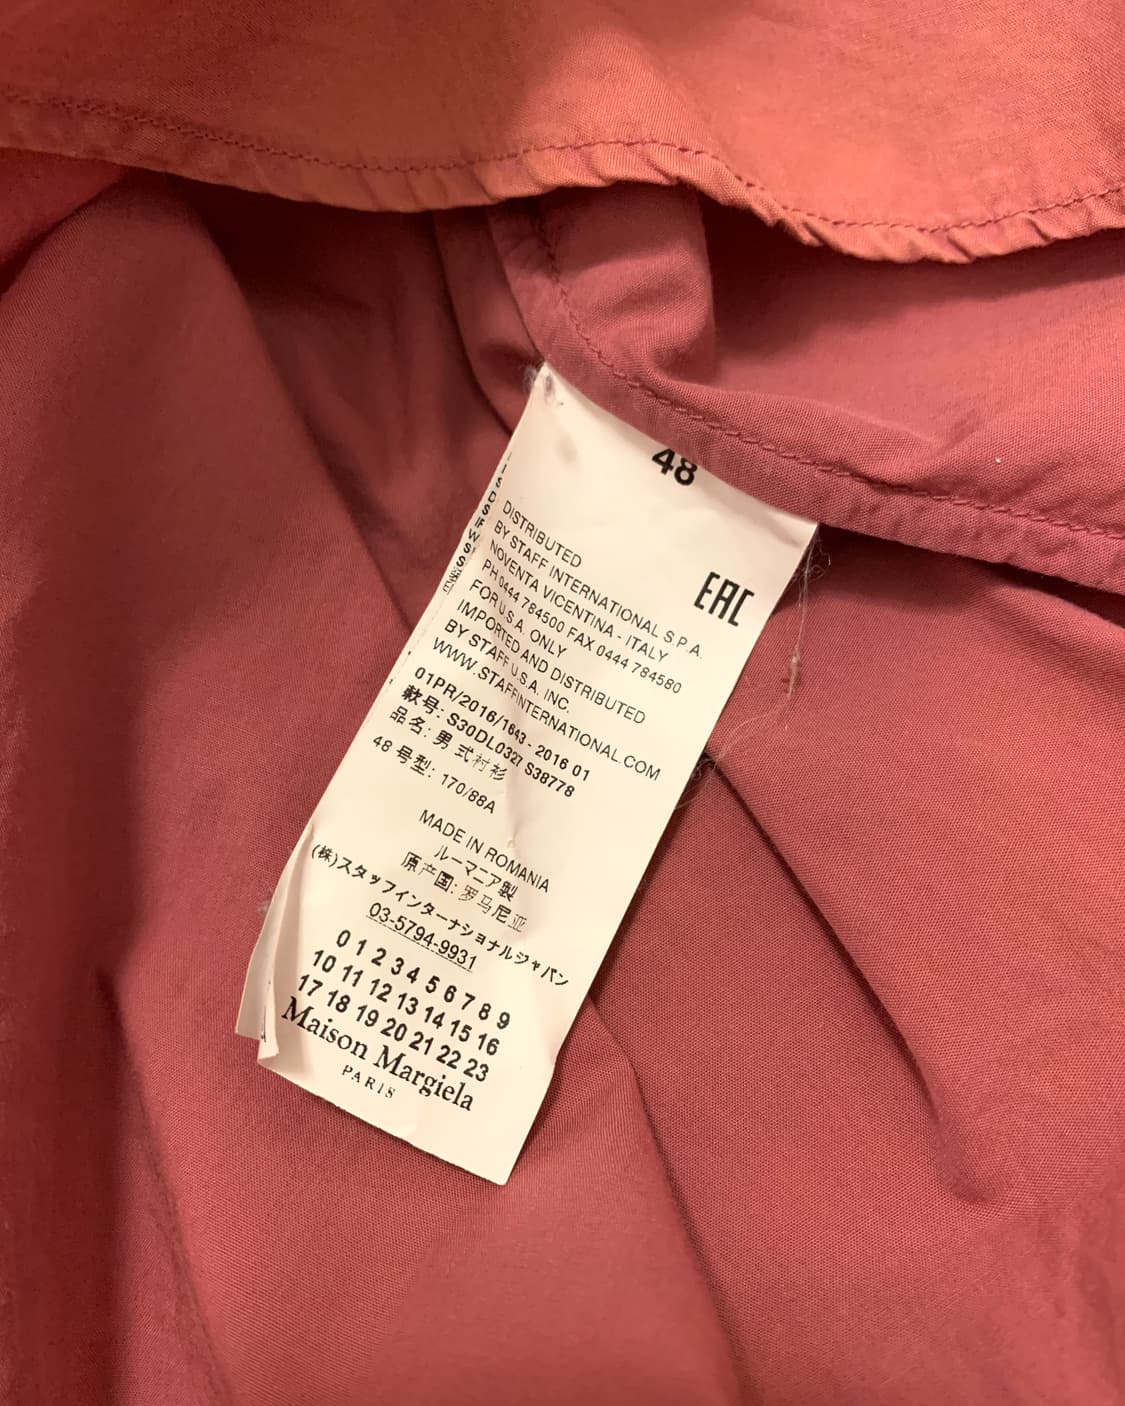 48
EAC
DISTRIBUTED
BY STAFF INTERNATIONAL S.P.A.
NOVENTA VICENTINA - ITALY
PH.0444 784500 FAX 0444 784580
FOR U.S.A. ONLY
IMPORTED AND DISTRIBUTED
BY STAFF U.S.A. INC.
WWW.STAFFINTERNATIONAL.COM
01PR/2016/1643 - 2016 01
款号: S30DL0327 S38778
品名: 男式衬衫
48 号型: 170/88A
MADE IN ROMANIA
ルーマニア製
原产国: 罗马尼亚
(株)スタッフインターナショナルジャパン
03-5794-9931
0 1 2 3 4 5 6 7 8 9
10 11 12 13 14 15 16
17 18 19 20 21 22 23
Maison Margiela
PARIS